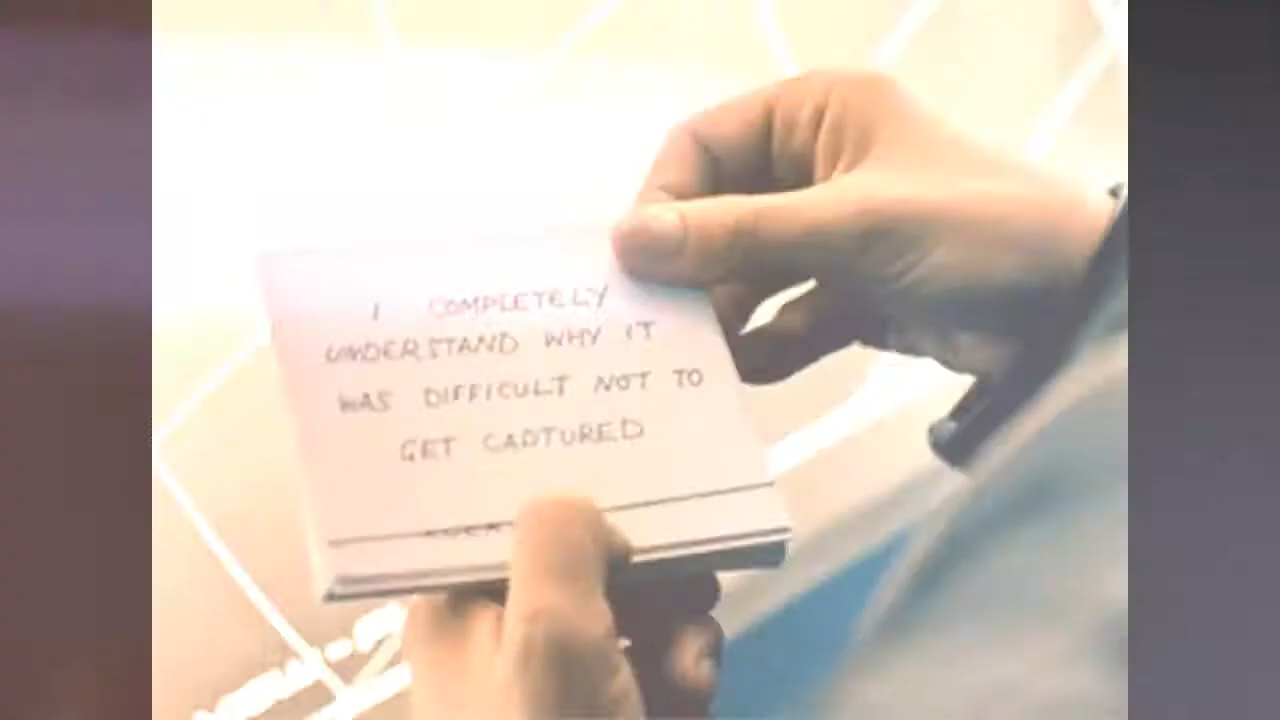 I COMPLETELY
UNDERSTAND WHY IT
WAS DIFFICULT NOT TO
GET CAPTURED